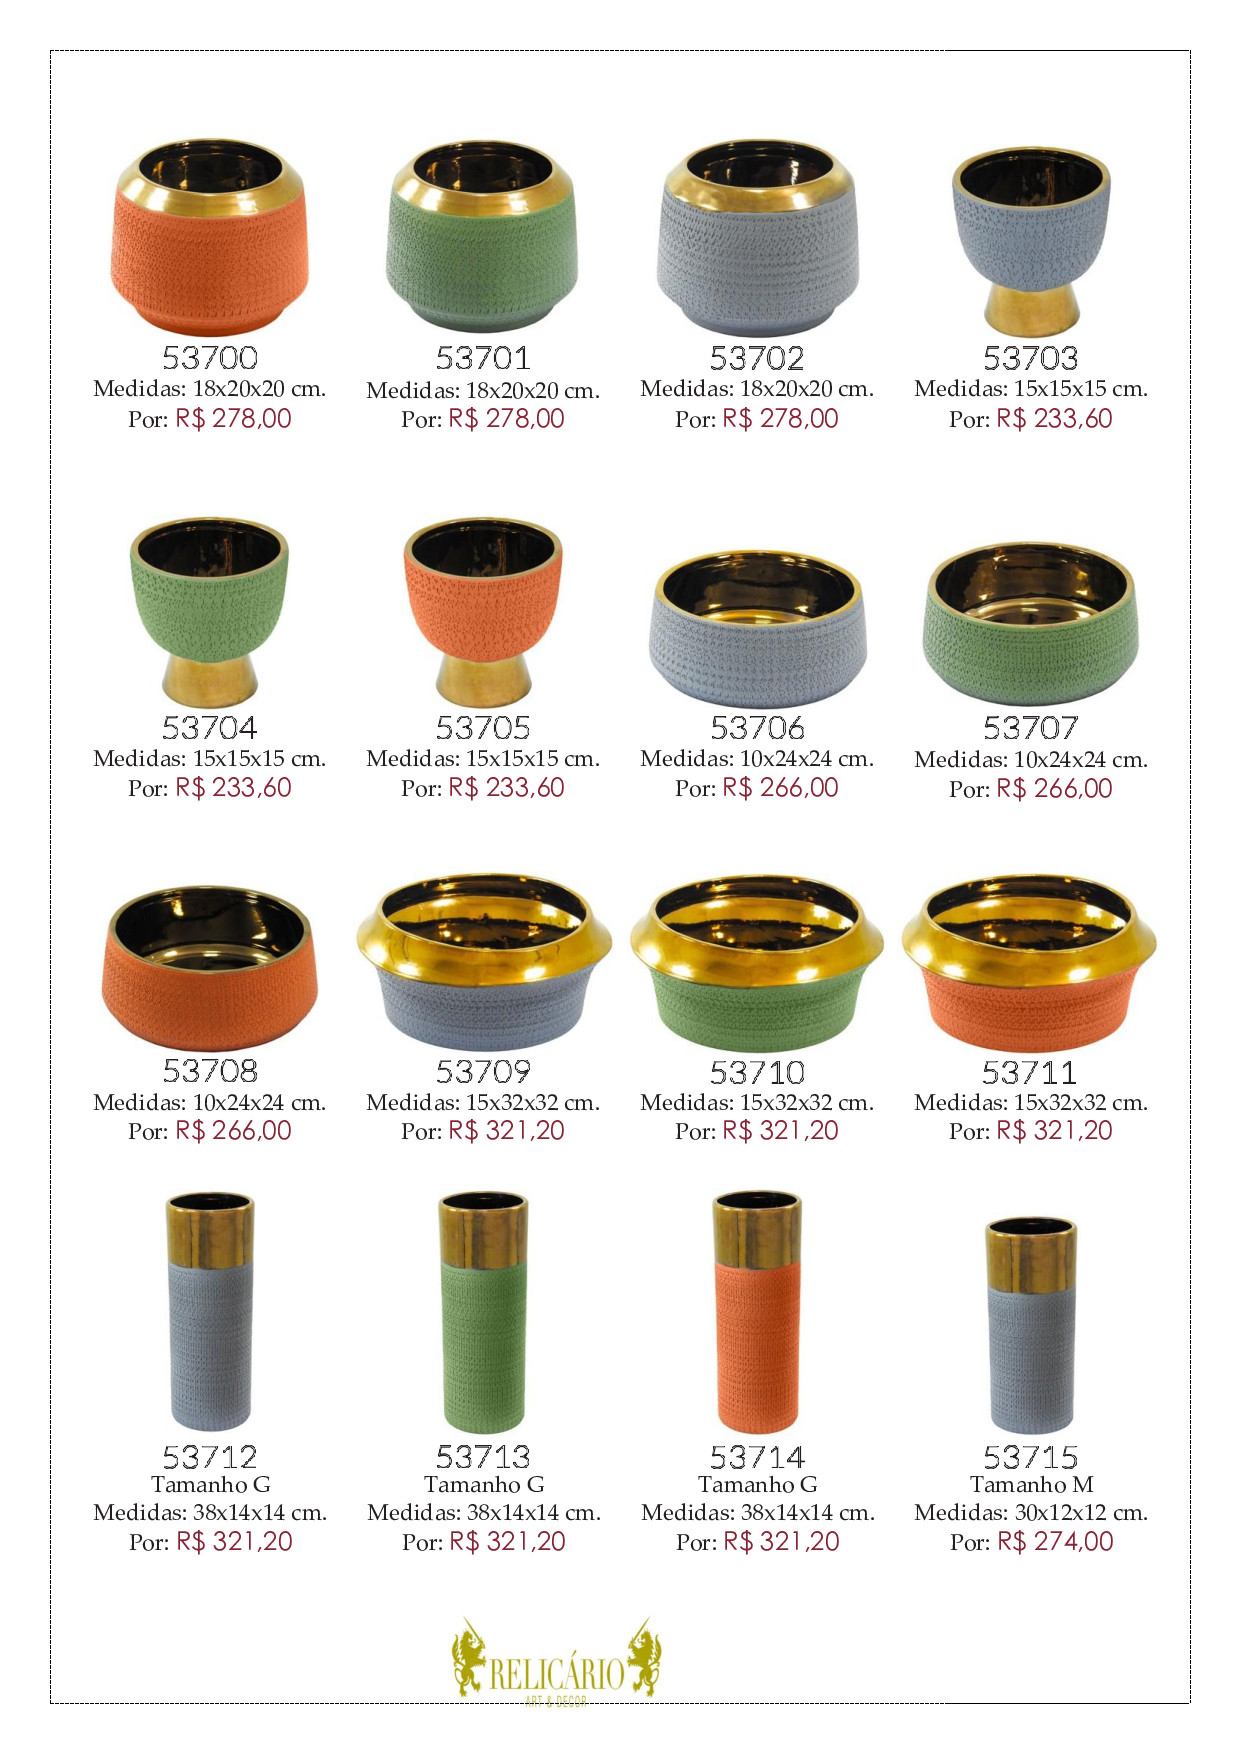 53700
Medidas: 18x20x20 cm.
Por: R$ 278,00
53701
Medidas: 18x20x20 cm.
Por: R$ 278,00
53702
Medidas: 18x20x20 cm.
Por: R$ 278,00
53703
Medidas: 15x15x15 cm.
Por: R$ 233,60
53704
Medidas: 15x15x15 cm.
Por: R$ 233,60
53705
Medidas: 15x15x15 cm.
Por: R$ 233,60
53706
Medidas: 10x24x24 cm.
Por: R$ 266,00
53707
Medidas: 10x24x24 cm.
Por: R$ 266,00
53708
Medidas: 10x24x24 cm.
Por: R$ 266,00
53709
Medidas: 15x32x32 cm.
Por: R$ 321,20
53710
Medidas: 15x32x32 cm.
Por: R$ 321,20
53711
Medidas: 15x32x32 cm.
Por: R$ 321,20
53712
Tamanho G
Medidas: 38x14x14 cm.
Por: R$ 321,20
53713
Tamanho G
Medidas: 38x14x14 cm.
Por: R$ 321,20
53714
Tamanho G
Medidas: 38x14x14 cm.
Por: R$ 321,20
53715
Tamanho M
Medidas: 30x12x12 cm.
Por: R$ 274,00
RELICÁRIO
ART & DECOR